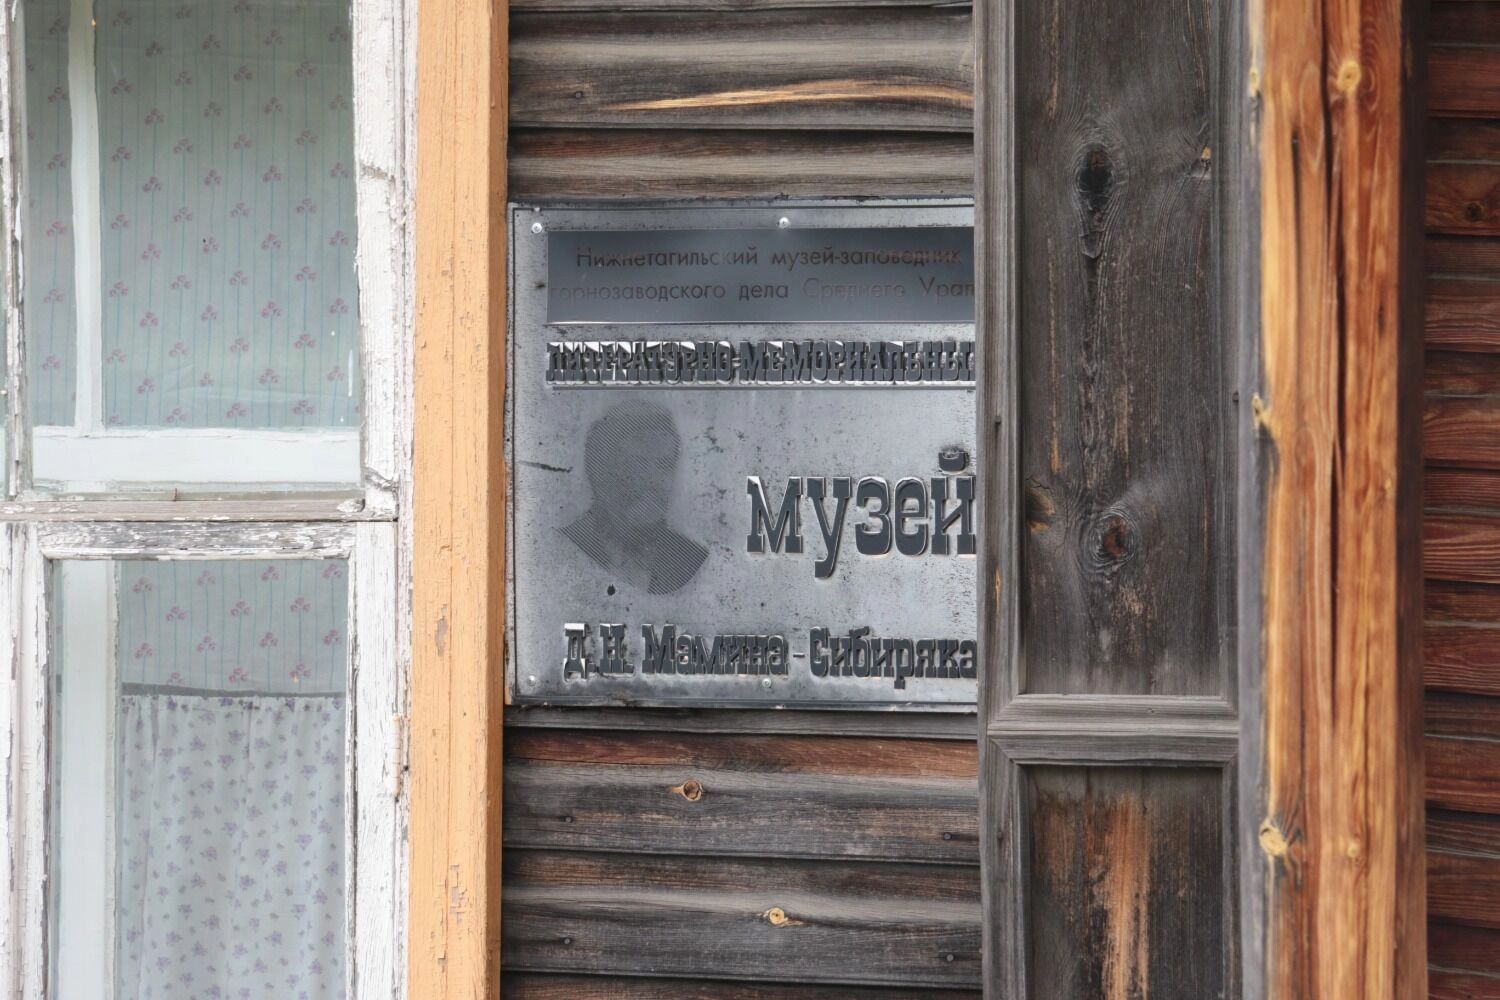 Нижнетагильский музей-заповедник
горнозаводского дела Среднего Урал
ЛИТЕРАТУРНО-МЕМОРИАЛЬНЫ
музей
Д.Н. Мамина-Сибиряка